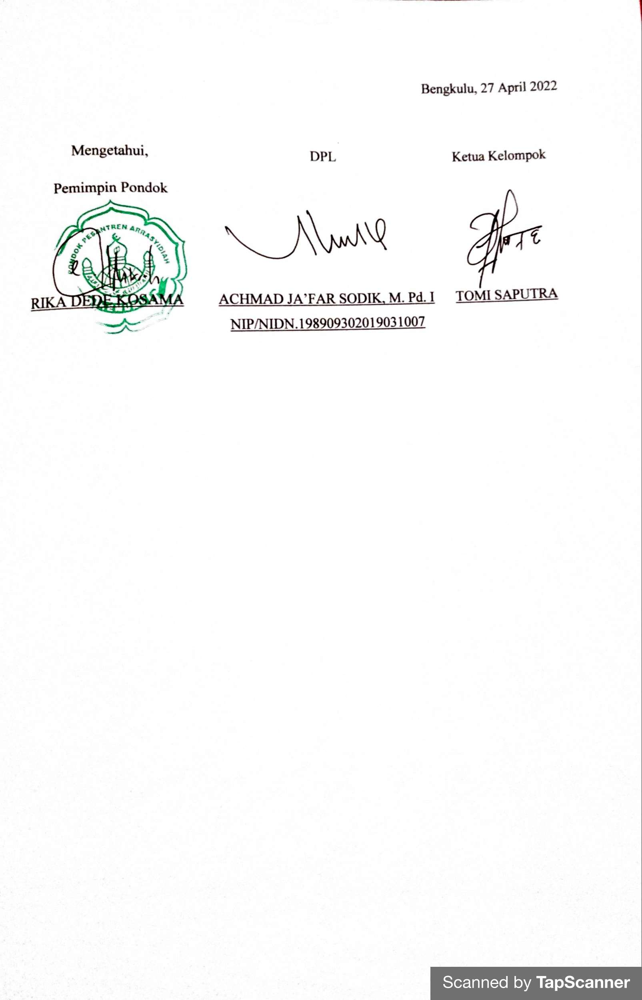 Bengkulu, 27 April 2022
Mengetahui,
DPL
Ketua Kelompok
Pemimpin Pondok
PONDOK PESANTREN ARRASYIDIAH
RIKA DEDE KOSAMA
ACHMAD JA'FAR SODIK, M. Pd. I
TOMI SAPUTRA
NIP/NIDN.198909302019031007
Scanned by TapScanner